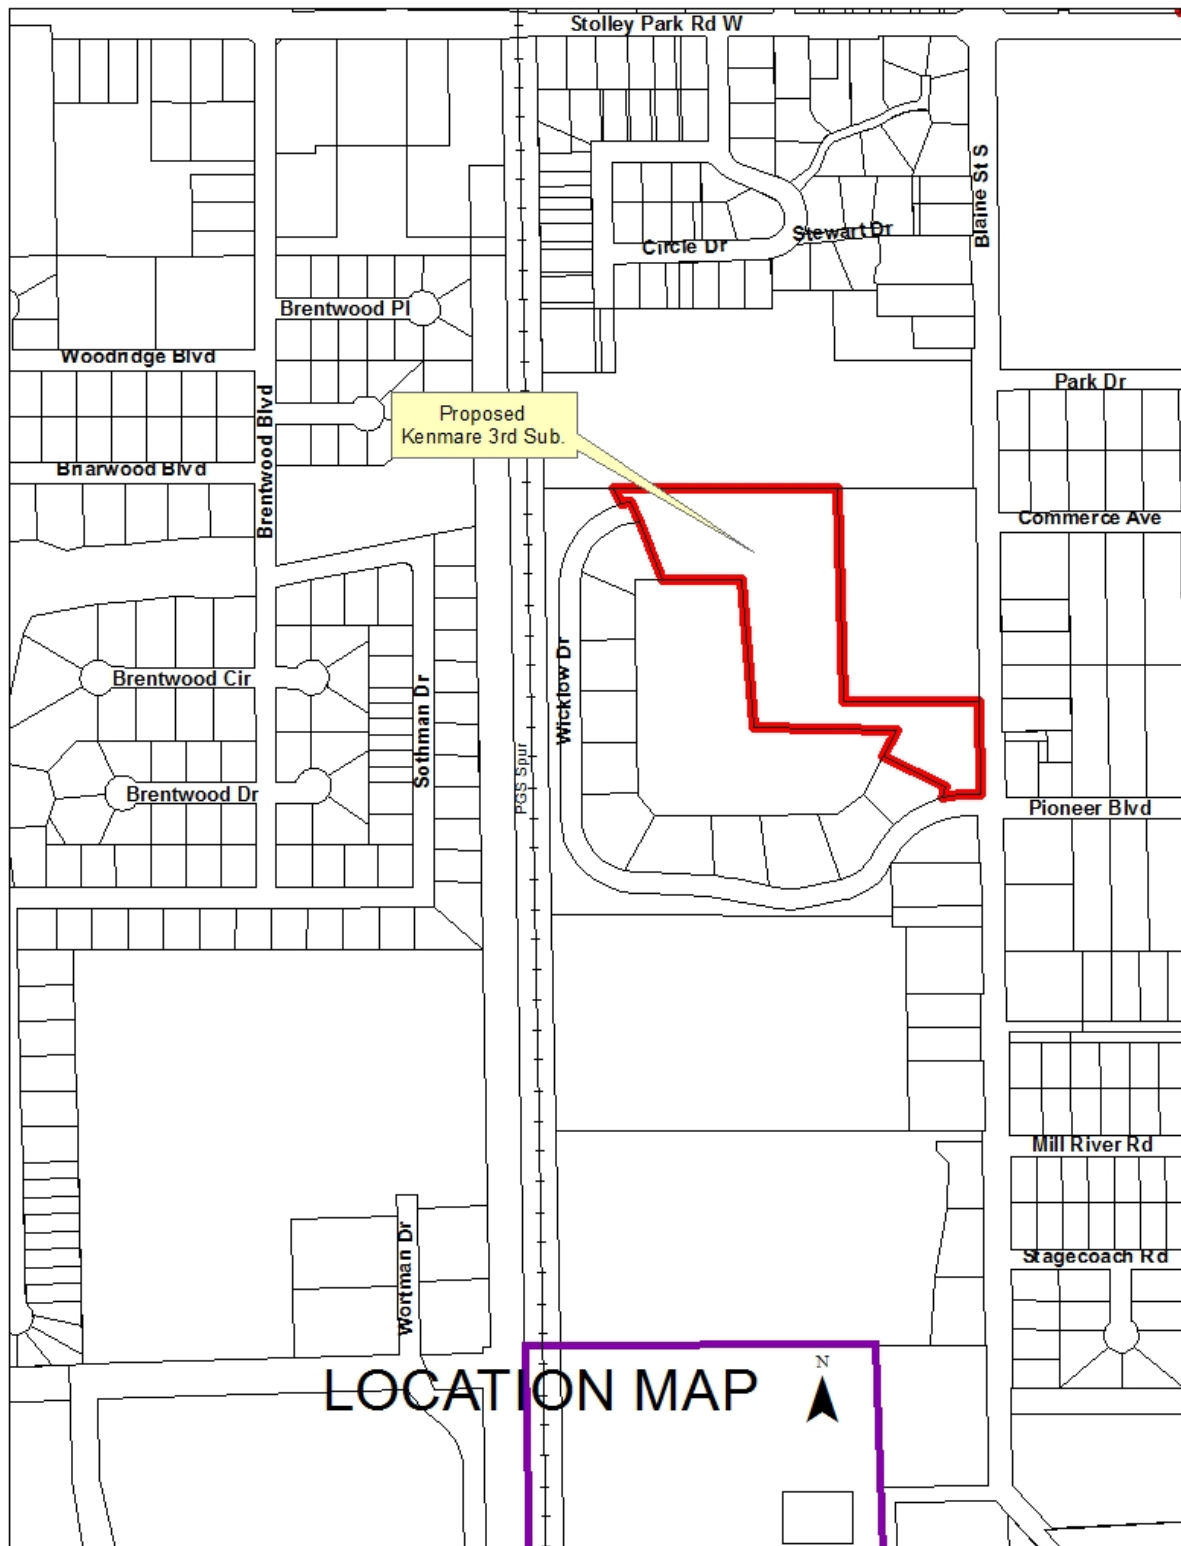 Stolley Park Rd W
Blaine St S
Stewart Dr
Circle Dr
Brentwood Pl
Woodridge Blvd
Park Dr
Brentwood Blvd
Proposed
Kenmare 3rd Sub.
Briarwood Blvd
Commerce Ave
Wicklow Dr
Brentwood Cir
Sothman Dr
PGS Spur
Brentwood Dr
Pioneer Blvd
Mill River Rd
Wortman Dr
Stagecoach Rd
LOCATION MAP
N